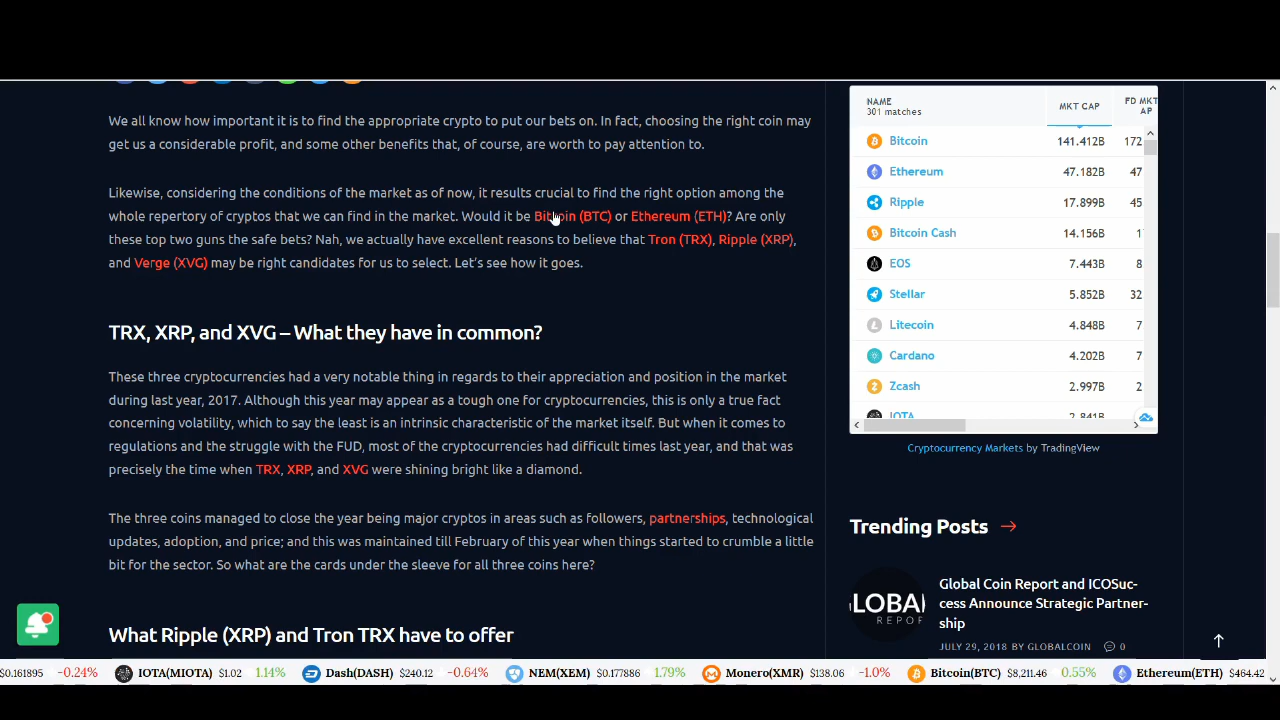 We all know how important it is to find the appropriate crypto to put our bets on. In fact, choosing the right coin may
get us a considerable profit, and some other benefits that, of course, are worth to pay attention to.
Likewise, considering the conditions of the market as of now, it results crucial to find the right option among the
whole repertory of cryptos that we can find in the market. Would it be Bitcoin (BTC) or Ethereum (ETH)? Are only
these top two guns the safe bets? Nah, we actually have excellent reasons to believe that Tron (TRX), Ripple (XRP),
and Verge (XVG) may be right candidates for us to select. Let's see how it goes.
TRX, XRP, and XVG – What they have in common?
These three cryptocurrencies had a very notable thing in regards to their appreciation and position in the market
during last year, 2017. Although this year may appear as a tough one for cryptocurrencies, this is only a true fact
concerning volatility, which to say the least is an intrinsic characteristic of the market itself. But when it comes to
regulations and the struggle with the FUD, most of the cryptocurrencies had difficult times last year, and that was
precisely the time when TRX, XRP, and XVG were shining bright like a diamond.
The three coins managed to close the year being major cryptos in areas such as followers, partnerships, technological
updates, adoption, and price; and this was maintained till February of this year when things started to crumble a little
bit for the sector. So what are the cards under the sleeve for all three coins here?
What Ripple (XRP) and Tron TRX have to offer
NAME MKT CAP FD MKT
301 matches AP
Bitcoin 141.412B 172
Ethereum 47.182B 47
Ripple 17.899B 45
Bitcoin Cash 14.156B 1
EOS 7.443B 8
Stellar 5.852B 32
Litecoin 4.848B 7
Cardano 4.202B 7
Zcash 2.997B 2
IOTA 2.841B
Cryptocurrency Markets by TradingView
Trending Posts
LOBA
REPOR
Global Coin Report and ICOSuc-
cess Announce Strategic Partner-
ship
JULY 29, 2018 BY GLOBALCOIN 0
$0.161895 -0.24% IOTA(MIOTA) $1.02 1.14% Dash(DASH) $240.12 -0.64% NEM(XEM) $0.177886 1.79% Monero(XMR) $138.06 -1.0% Bitcoin(BTC) $8,211.46 0.55% Ethereum(ETH) $464.42